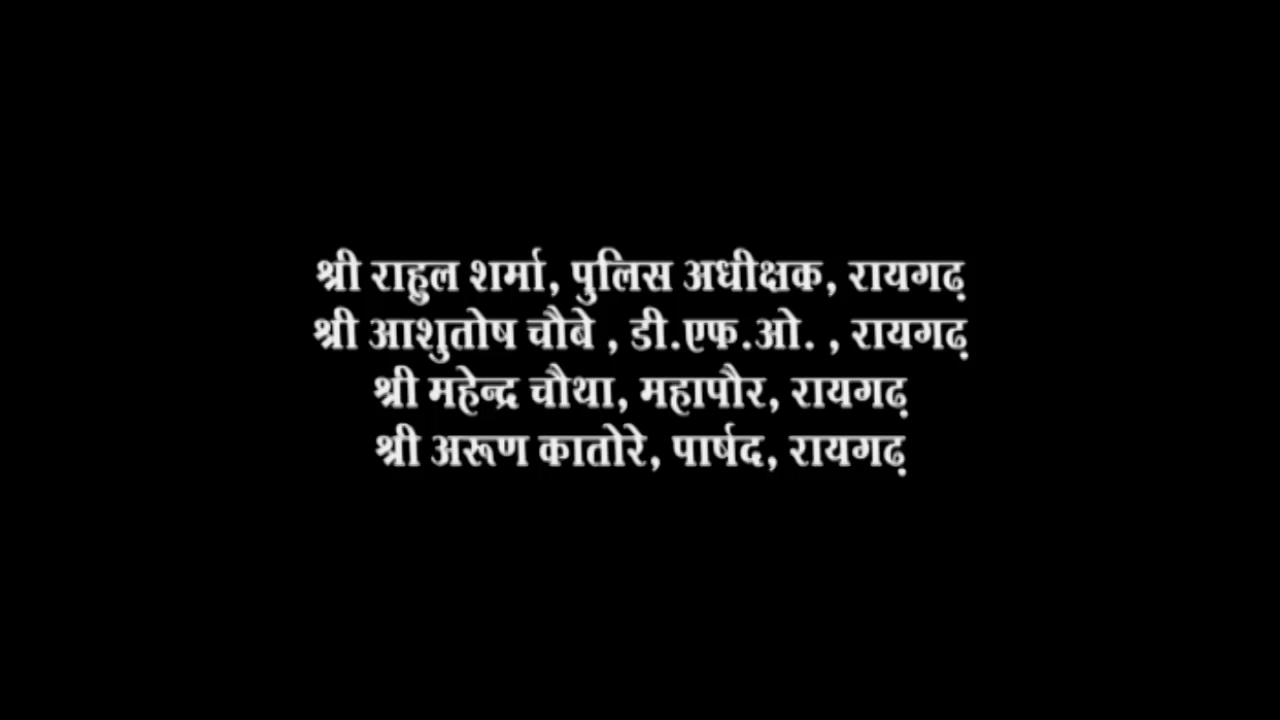 श्री राहुल शर्मा, पुलिस अधीक्षक, रायगढ़
श्री आशुतोष चौबे , डी.एफ.ओ. , रायगढ़
श्री महेन्द्र चौथा, महापौर, रायगढ़
श्री अरूण कातोरे, पार्षद, रायगढ़